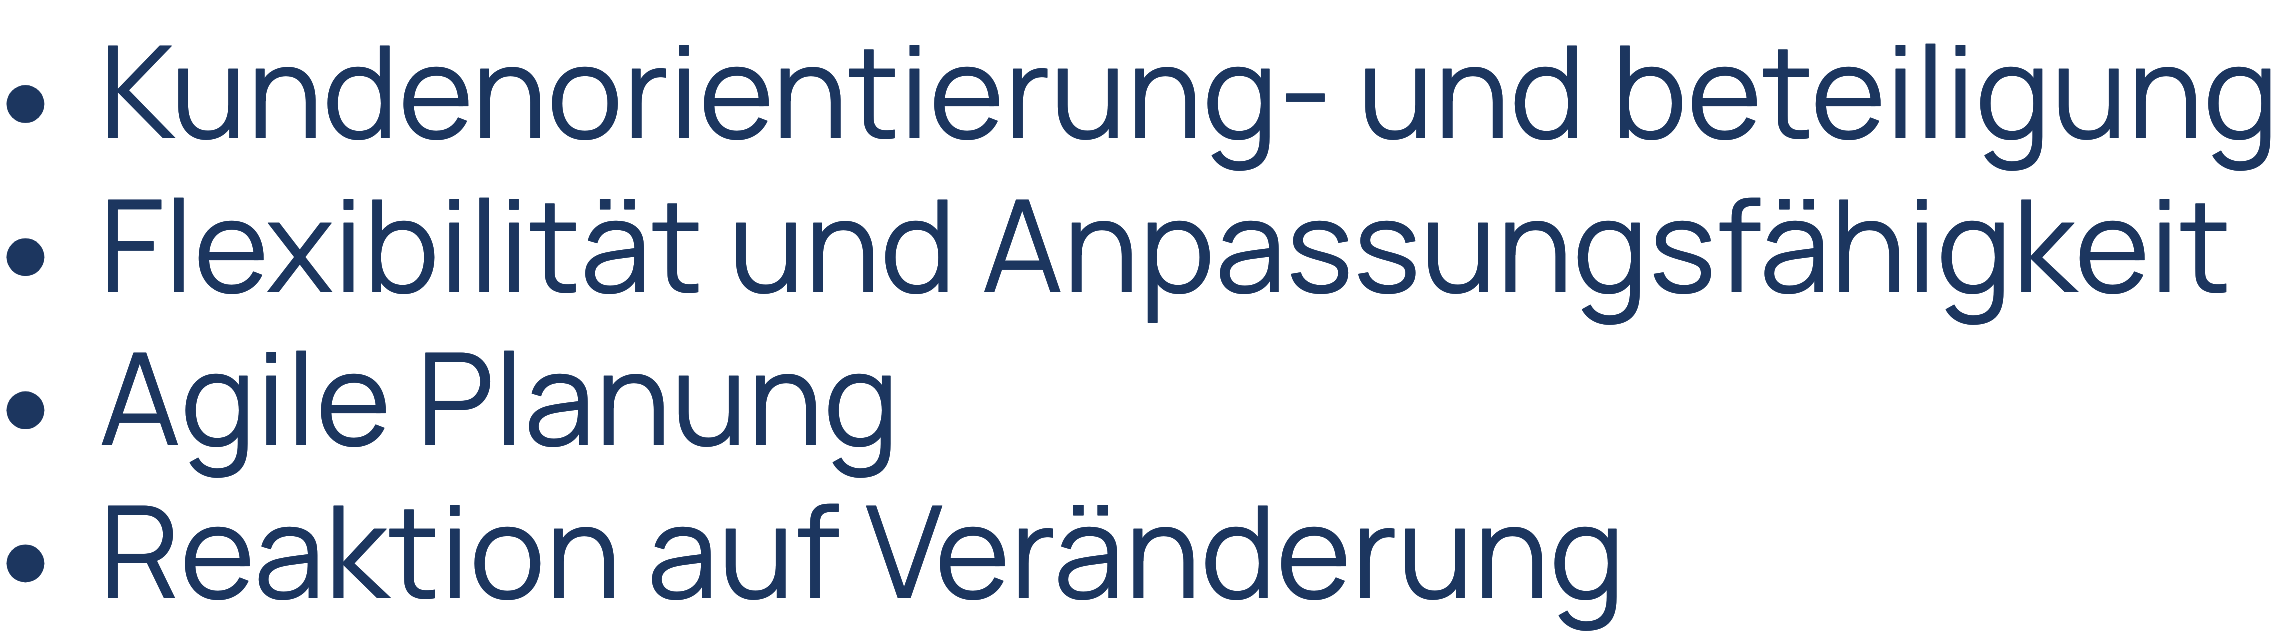 • Kundenorientierung- und beteiligung
• Flexibilität und Anpassungsfähigkeit
• Agile Planung
• Reaktion auf Veränderung